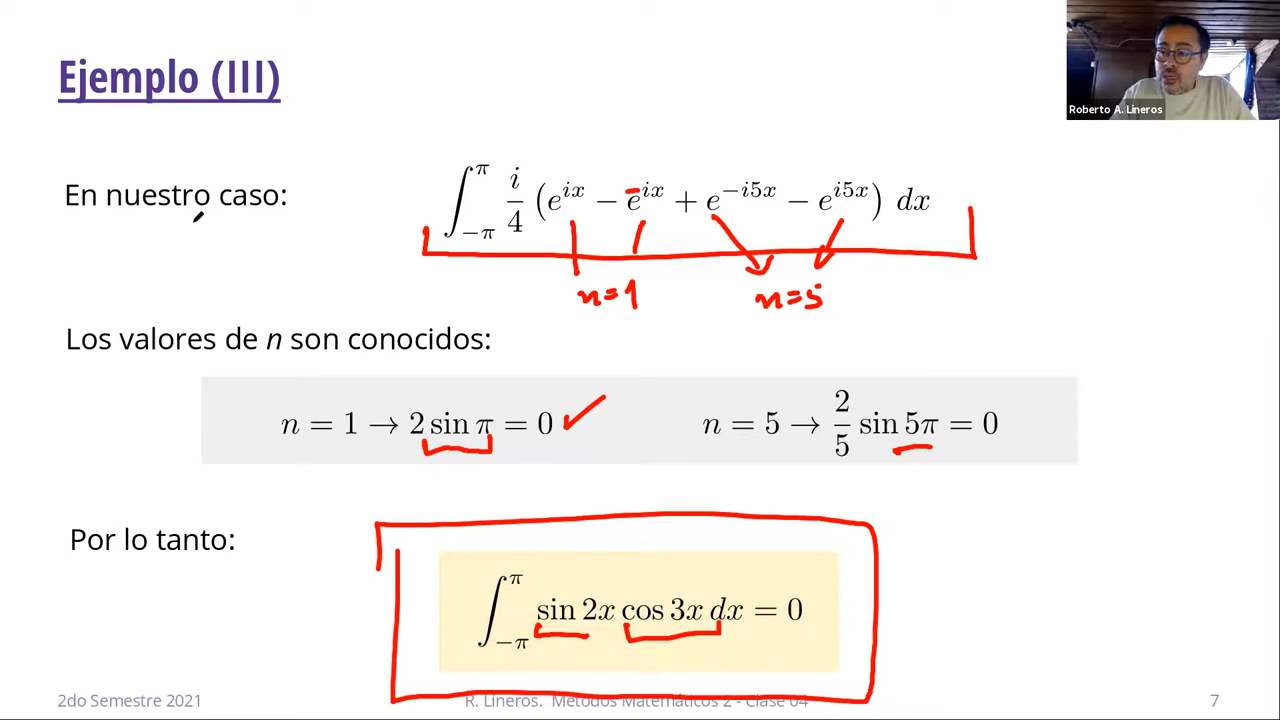 Ejemplo (III)
Roberto A. Lineros
En nuestro caso: ∫_{-π}^{π} i/4 (e^{ix} − e^{ix} + e^{-i5x} − e^{i5x}) dx
n=1 n=5
Los valores de n son conocidos:
n = 1 → 2 sin π = 0 ✓ n = 5 → 2/5 sin 5π = 0
Por lo tanto:
∫_{-π}^{π} sin 2x cos 3x dx = 0
2do Semestre 2021 R. Lineros. Métodos Matemáticos 2 - Clase 04 7